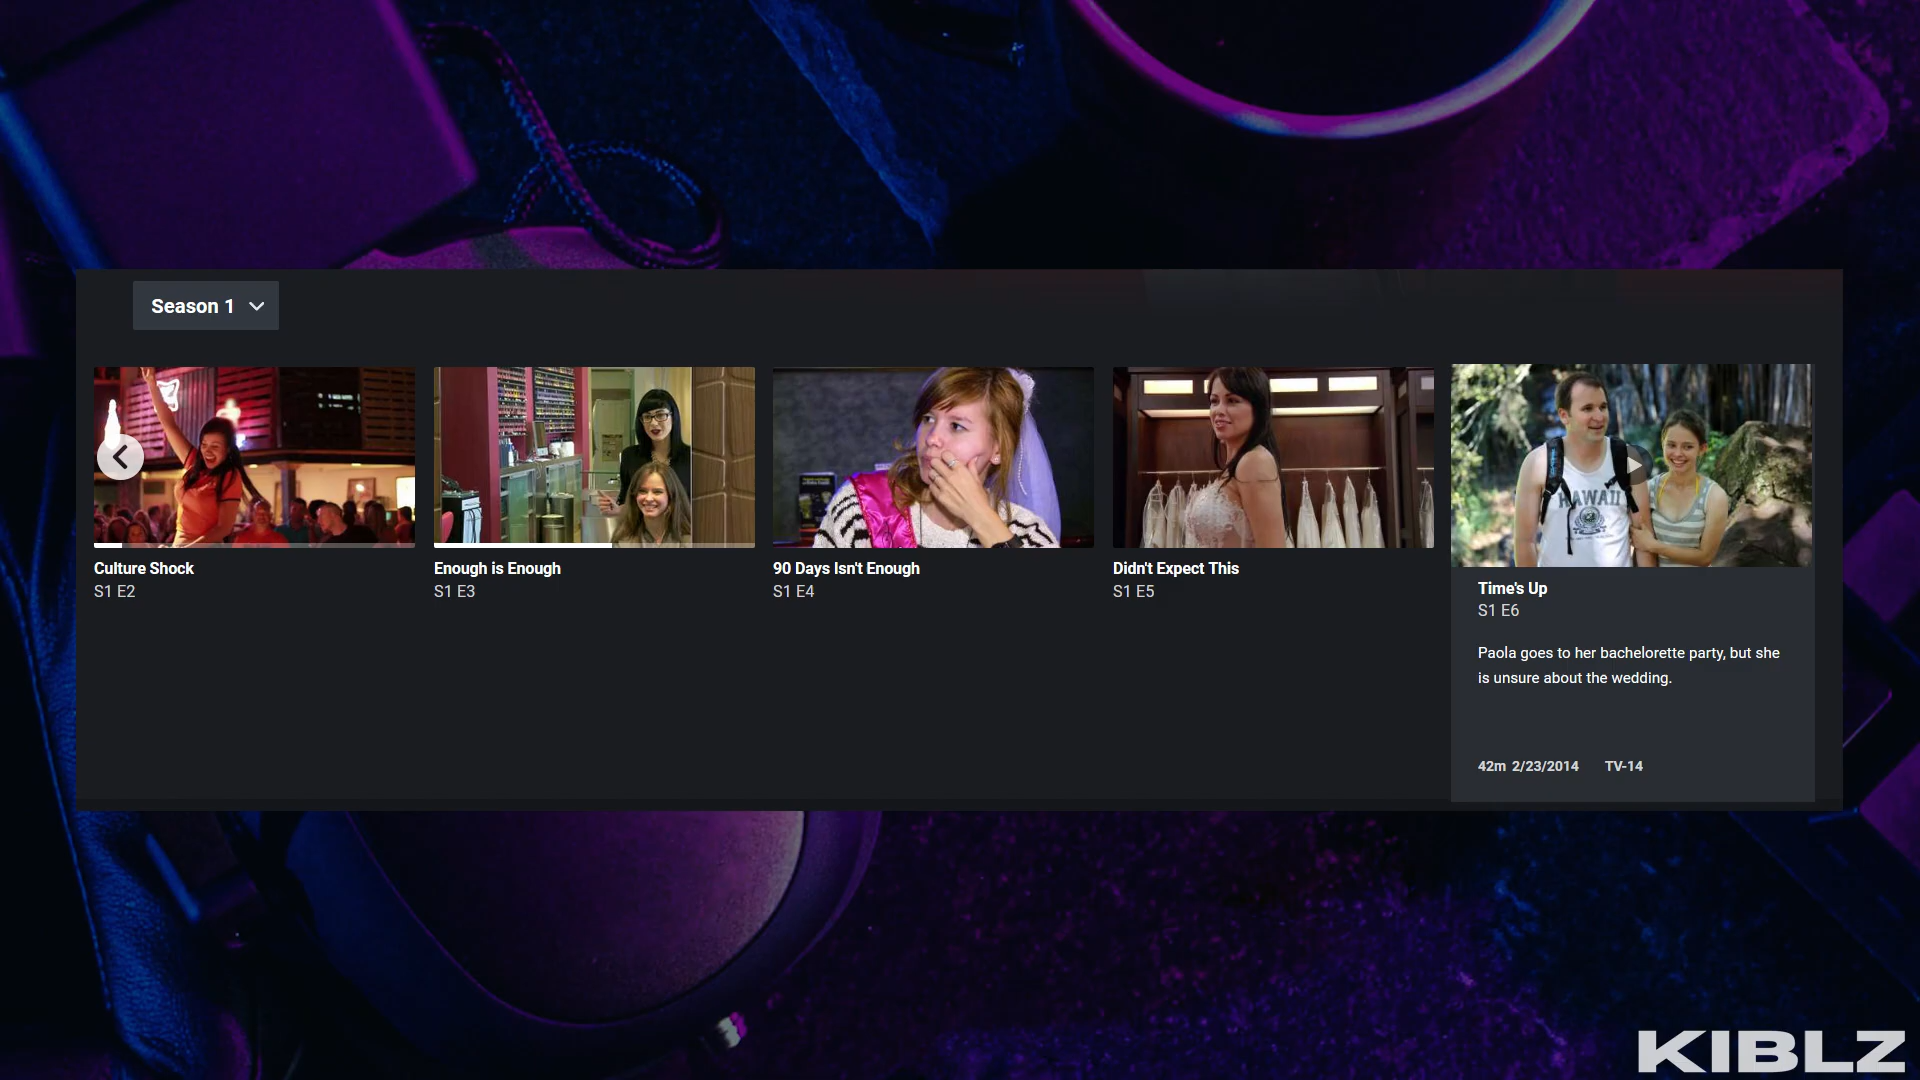 Season 1
Culture Shock
S1 E2
Enough is Enough
S1 E3
90 Days Isn't Enough
S1 E4
Didn't Expect This
S1 E5
HAWAII
Time's Up
S1 E6
Paola goes to her bachelorette party, but she
is unsure about the wedding.
42m 2/23/2014 TV-14
KIBLZ